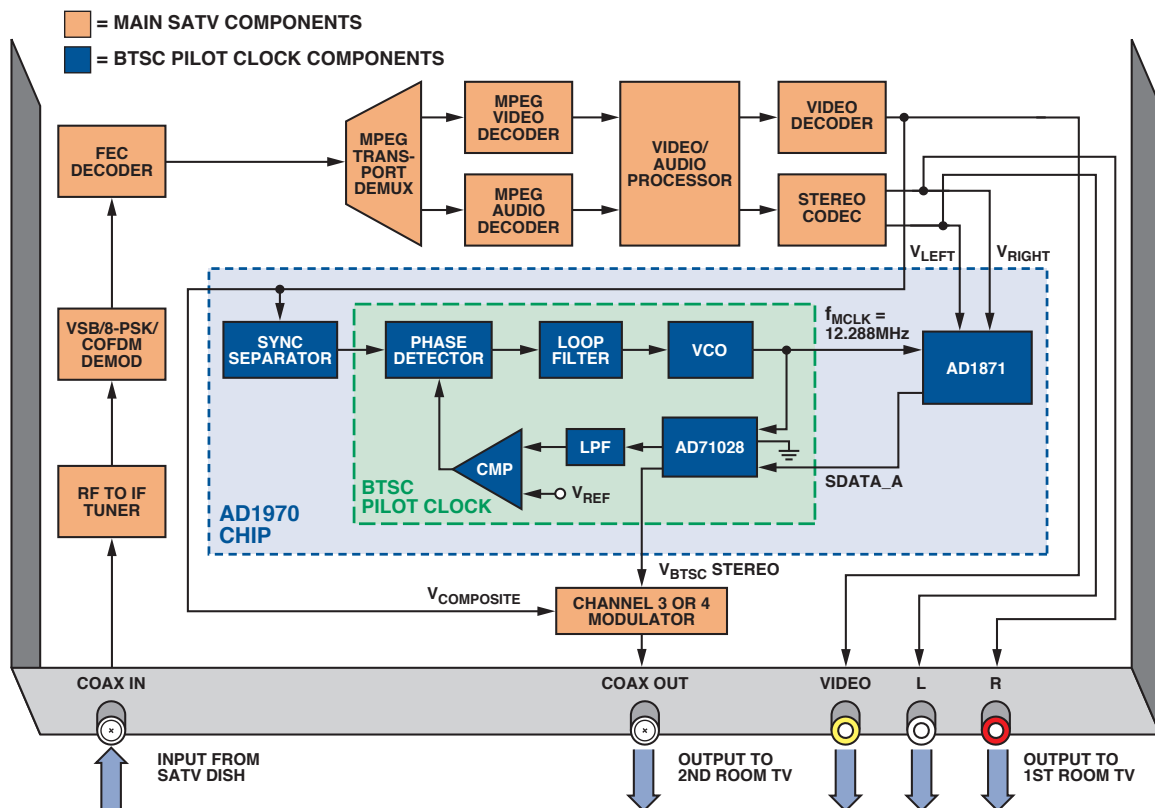 = MAIN SATV COMPONENTS
= BTSC PILOT CLOCK COMPONENTS
FEC
DECODER
MPEG
TRANS-
PORT
DEMUX
MPEG
VIDEO
DECODER
MPEG
AUDIO
DECODER
VIDEO/
AUDIO
PROCESSOR
VIDEO
DECODER
STEREO
CODEC
VLEFT
VRIGHT
VSB/8-PSK/
COFDM
DEMOD
SYNC
SEPARATOR
PHASE
DETECTOR
LOOP
FILTER
VCO
fMCLK =
12.288MHz
AD1871
RF TO IF
TUNER
CMP
LPF
AD71028
SDATA_A
VREF
BTSC
PILOT CLOCK
AD1970
CHIP
VBTSC STEREO
VCOMPOSITE
CHANNEL 3 OR 4
MODULATOR
COAX IN
COAX OUT
VIDEO
L
R
INPUT FROM
SATV DISH
OUTPUT TO
2ND ROOM TV
OUTPUT TO
1ST ROOM TV